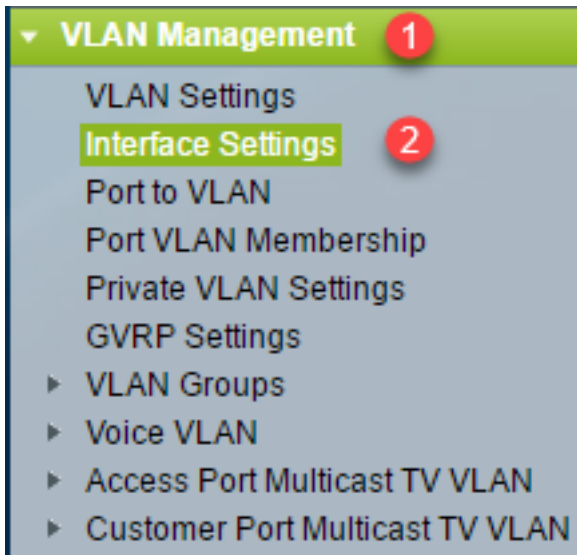 VLAN Management 1
VLAN Settings
Interface Settings 2
Port to VLAN
Port VLAN Membership
Private VLAN Settings
GVRP Settings
VLAN Groups
Voice VLAN
Access Port Multicast TV VLAN
Customer Port Multicast TV VLAN